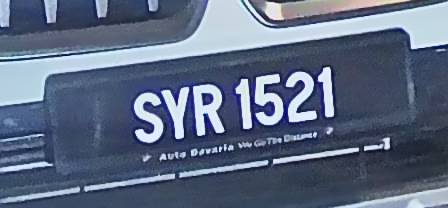 SYR 1521
Auto Bavaria We Go The Distance